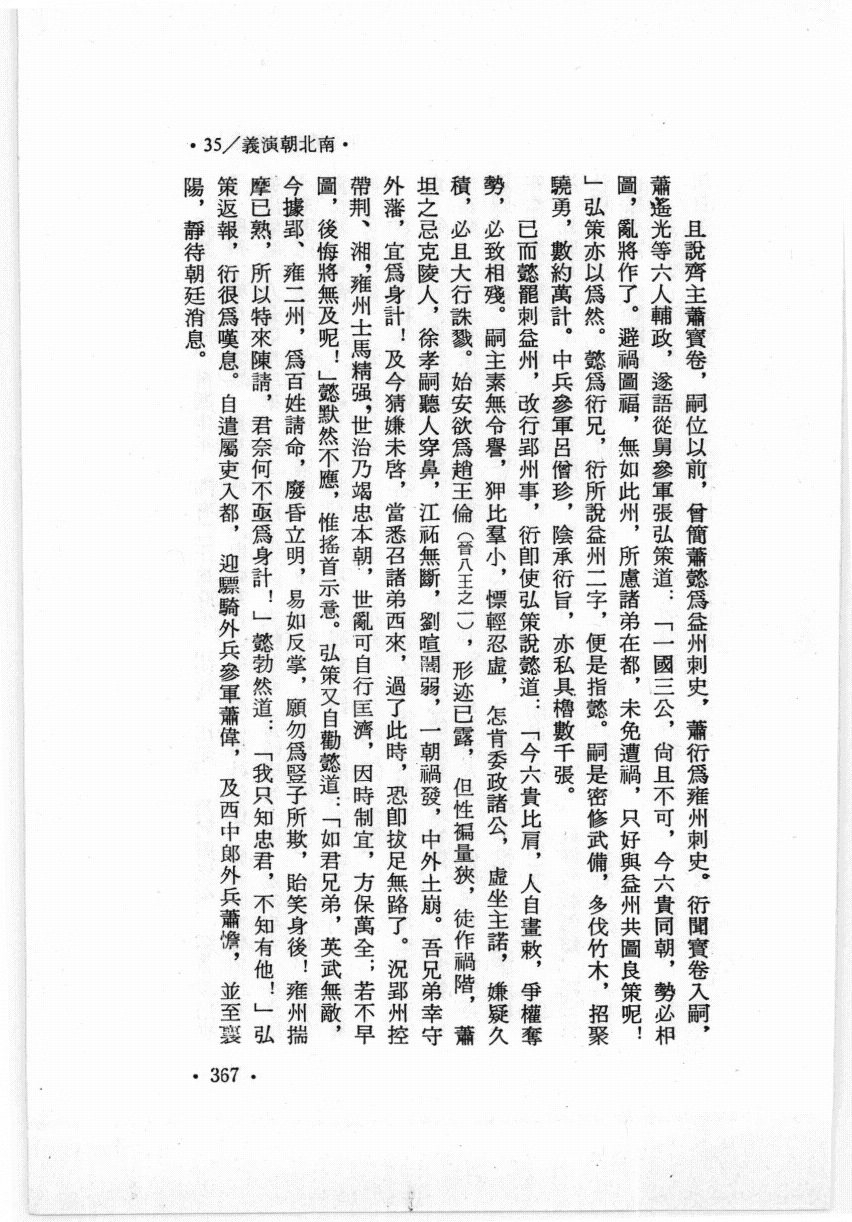 •35／義演朝北南•
且說齊主蕭寶卷，嗣位以前，曾簡蕭懿爲益州刺史，蕭衍爲雍州刺史。衍聞寶卷入嗣，
蕭遙光等六人輔政，遂語從舅參軍張弘策道：「一國三公，尙且不可，今六貴同朝，勢必相
圖，亂將作了。避禍圖福，無如此州，所慮諸弟在都，未免遭禍，只好與益州共圖良策呢！
」弘策亦以爲然。懿爲衍兄，衍所說益州二字，便是指懿。嗣是密修武備，多伐竹木，招聚
驍勇，數約萬計。中兵參軍呂僧珍，陰承衍旨，亦私具櫓數千張。
已而懿罷刺益州，改行郢州事，衍卽使弘策說懿道：「今六貴比肩，人自畫敕，爭權奪
勢，必致相殘。嗣主素無令譽，狎比羣小，慓輕忍虛，怎肯委政諸公，虛坐主諾，嫌疑久
積，必且大行誅戮。始安欲爲趙王倫（晉八王之一），形迹已露，但性褊量狹，徒作禍階，蕭
坦之忌克陵人，徐孝嗣聽人穿鼻，江祏無斷，劉暄闇弱，一朝禍發，中外土崩。吾兄弟幸守
外藩，宜爲身計！及今猜嫌未啓，當悉召諸弟西來，過了此時，恐卽拔足無路了。況郢州控
帶荆、湘，雍州士馬精强，世治乃竭忠本朝，世亂可自行匡濟，因時制宜，方保萬全；若不早
圖，後悔將無及呢！」懿默然不應，惟搖首示意。弘策又自勸懿道：「如君兄弟，英武無敵，
今據郢、雍二州，爲百姓請命，廢昏立明，易如反掌，願勿爲豎子所欺，貽笑身後！雍州揣
摩已熟，所以特來陳請，君奈何不亟爲身計！」懿勃然道：「我只知忠君，不知有他！」弘
策返報，衍很爲嘆息。自遣屬吏入都，迎驃騎外兵參軍蕭偉，及西中郎外兵蕭憺，並至襄
陽，靜待朝廷消息。
•367•